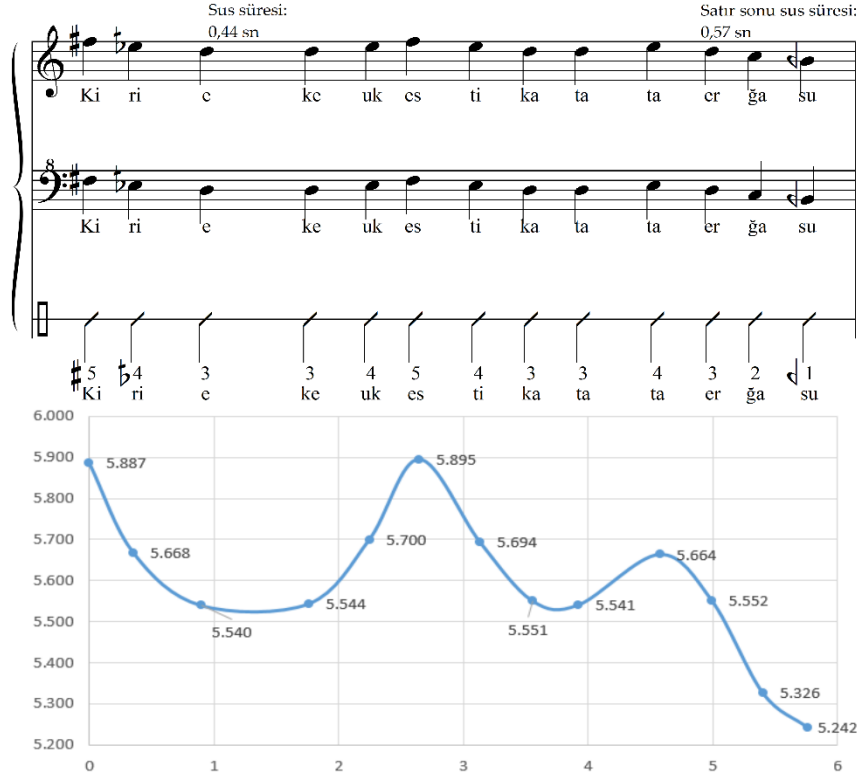 Sus süresi:
0,44 sn
Satır sonu sus süresi:
0,57 sn
Ki ri e ke uk es ti ka ta ta er ğa su
8
Ki ri e ke uk es ti ka ta ta er ğa su
5 4 3 3 4 5 4 3 3 4 3 2 1
Ki ri e ke uk es ti ka ta ta er ğa su
6.000
5.900
5.800
5.700
5.600
5.500
5.400
5.300
5.200
5.887
5.668
5.540
5.544
5.700
5.895
5.694
5.551
5.541
5.664
5.552
5.326
5.242
0 1 2 3 4 5 6